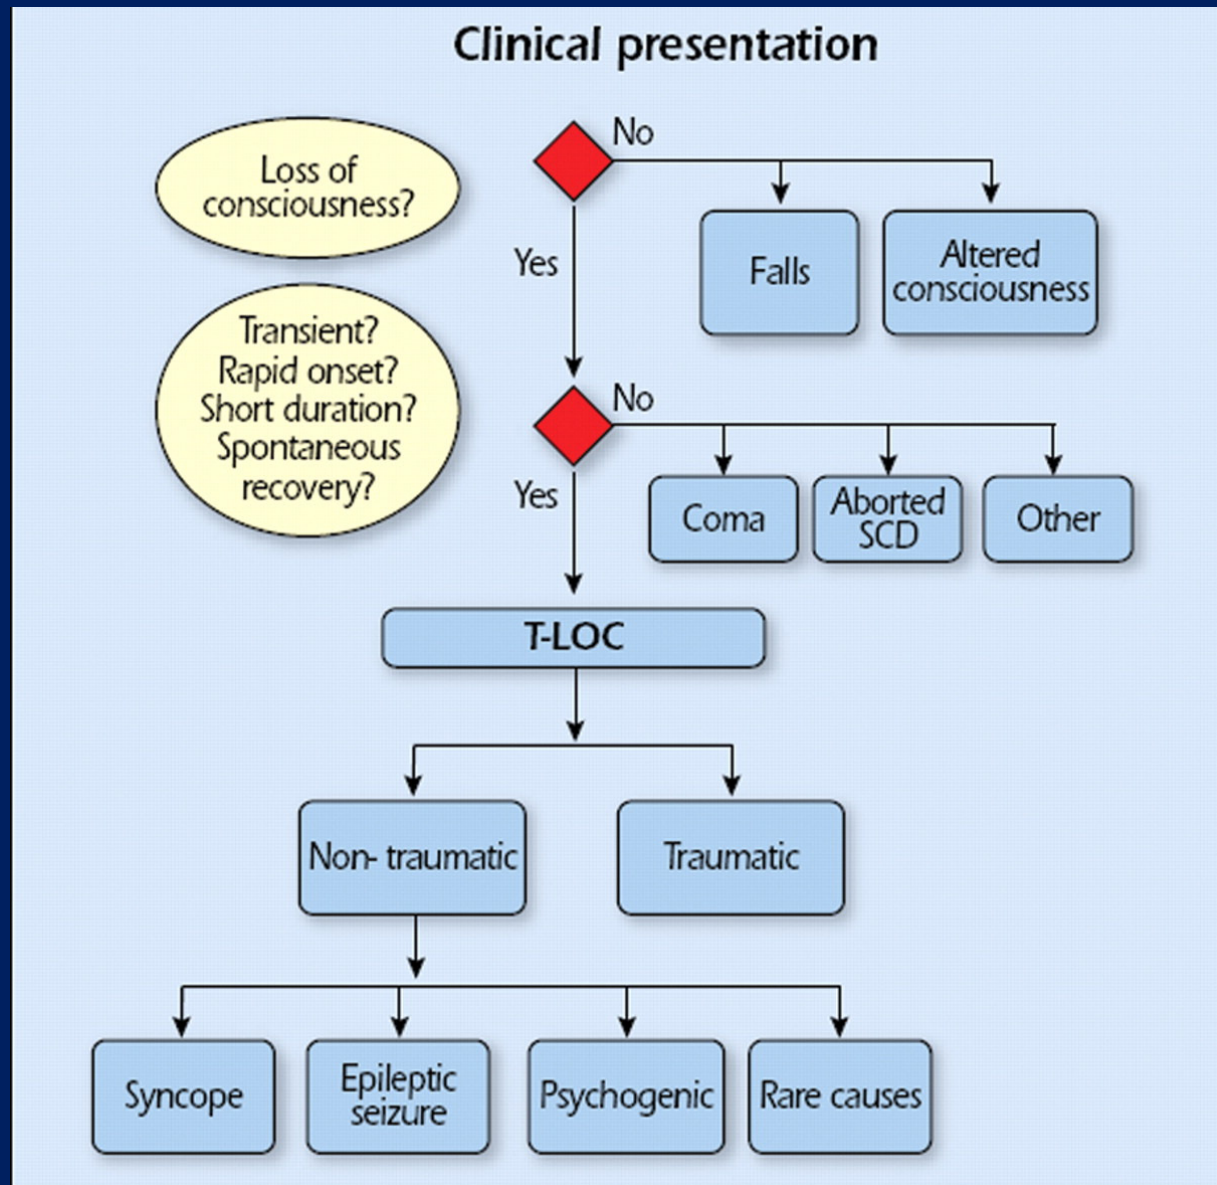 Clinical presentation
Loss of
consciousness?
No
Yes
Falls
Altered
consciousness
Transient?
Rapid onset?
Short duration?
Spontaneous
recovery?
No
Yes
Coma
Aborted
SCD
Other
T-LOC
Non- traumatic
Traumatic
Syncope
Epileptic
seizure
Psychogenic
Rare causes